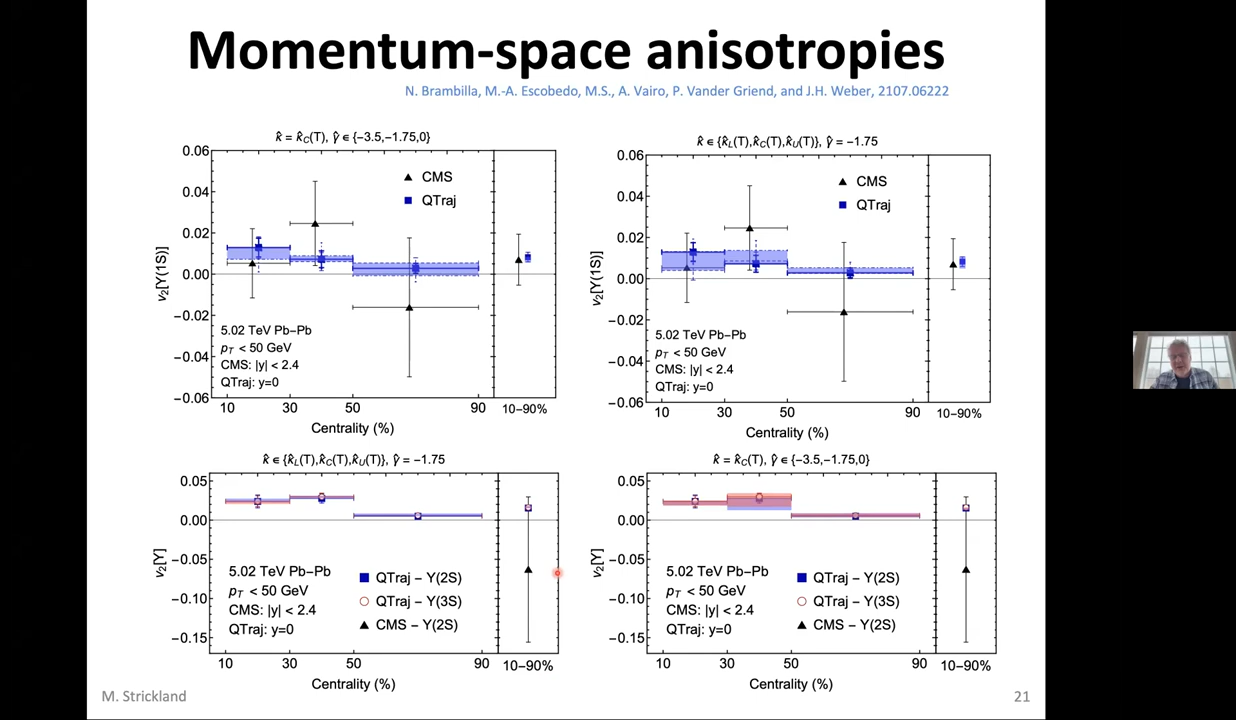 Momentum-space anisotropies
N. Brambilla, M.-A. Escobedo, M.S., A. Vairo, P. Vander Griend, and J.H. Weber, 2107.06222
κ̂ = κ̂C(T), γ̂ ∈ {-3.5,-1.75,0}
0.06
0.04
0.02
0.00
−0.02
−0.04
−0.06
v2[Υ(1S)]
CMS
QTraj
5.02 TeV Pb−Pb
pT < 50 GeV
CMS: |y| < 2.4
QTraj: y=0
10 30 50 90 10−90%
Centrality (%)
κ̂ ∈ {κ̂L(T),κ̂C(T),κ̂U(T)}, γ̂ = −1.75
0.06
0.04
0.02
0.00
−0.02
−0.04
−0.06
v2[Υ(1S)]
CMS
QTraj
5.02 TeV Pb−Pb
pT < 50 GeV
CMS: |y| < 2.4
QTraj: y=0
10 30 50 90 10−90%
Centrality (%)
κ̂ ∈ {κ̂L(T),κ̂C(T),κ̂U(T)}, γ̂ = −1.75
0.05
0.00
−0.05
−0.10
−0.15
v2[Υ]
5.02 TeV Pb−Pb
pT < 50 GeV
CMS: |y| < 2.4
QTraj: y=0
QTraj − Υ(2S)
QTraj − Υ(3S)
CMS − Υ(2S)
10 30 50 90 10−90%
Centrality (%)
κ̂ = κ̂C(T), γ̂ ∈ {-3.5,-1.75,0}
0.05
0.00
−0.05
−0.10
−0.15
v2[Υ]
5.02 TeV Pb−Pb
pT < 50 GeV
CMS: |y| < 2.4
QTraj: y=0
QTraj − Υ(2S)
QTraj − Υ(3S)
CMS − Υ(2S)
10 30 50 90 10−90%
Centrality (%)
M. Strickland
21